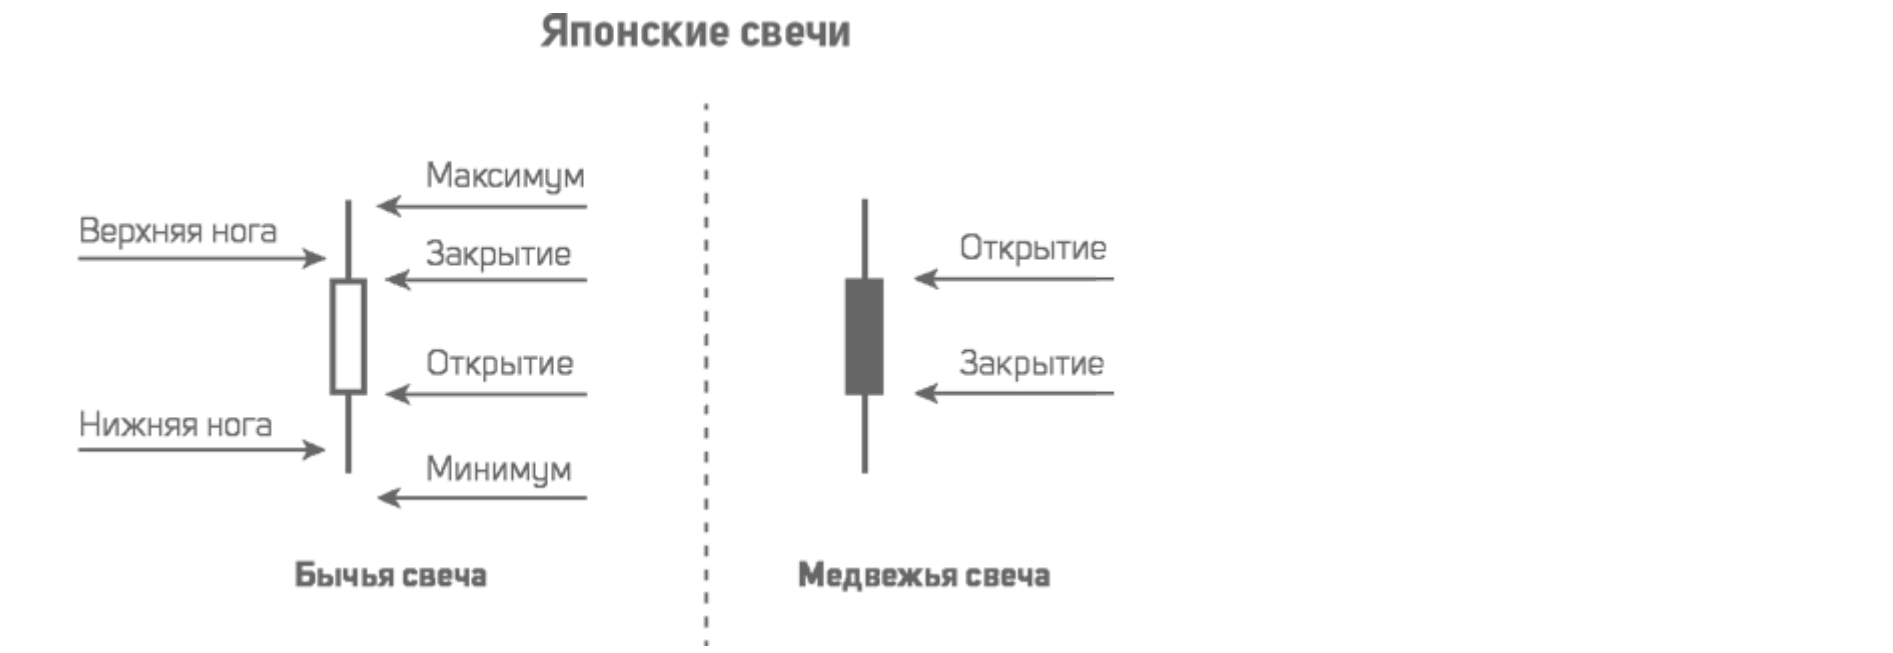 Японские свечи
Максимум
Верхняя нога
Закрытие
Открытие
Нижняя нога
Минимум
Бычья свеча
Открытие
Закрытие
Медвежья свеча